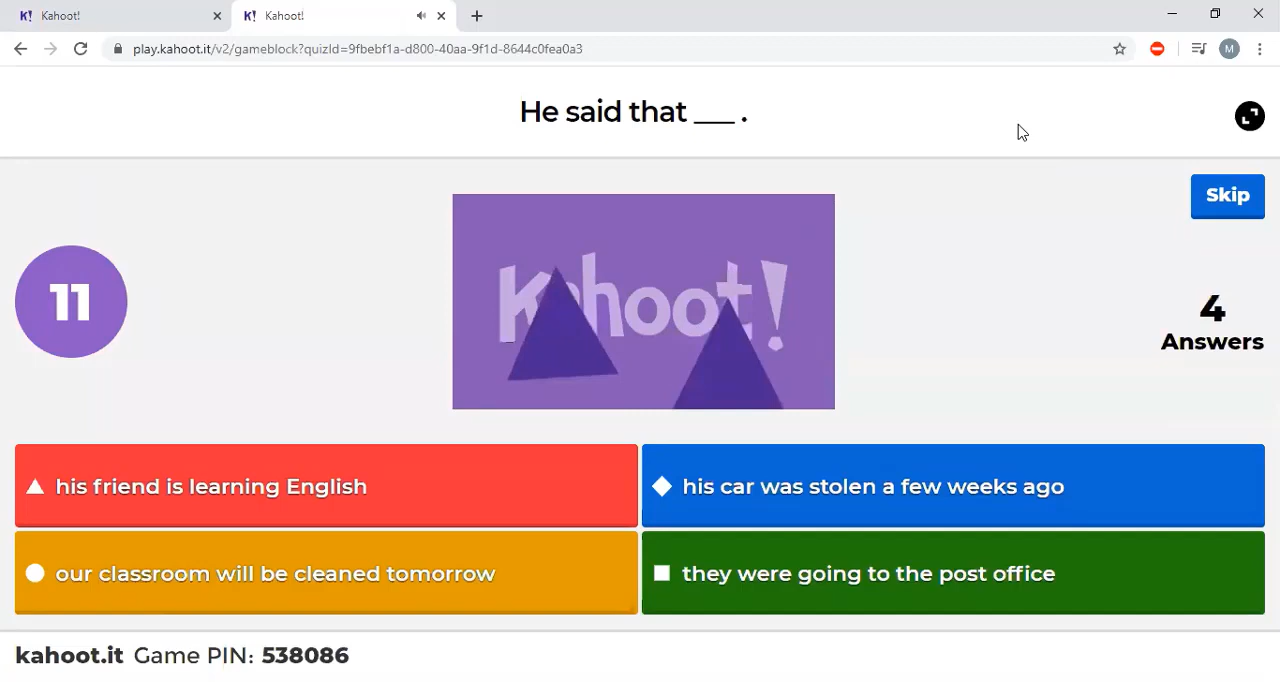 K! Kahoot!
K! Kahoot!
play.kahoot.it/v2/gameblock?quizId=9fbebf1a-d800-40aa-9f1d-8644c0fea0a3
M
He said that ___ .
Skip
11
Kahoot!
4
Answers
his friend is learning English
his car was stolen a few weeks ago
our classroom will be cleaned tomorrow
they were going to the post office
kahoot.it Game PIN: 538086